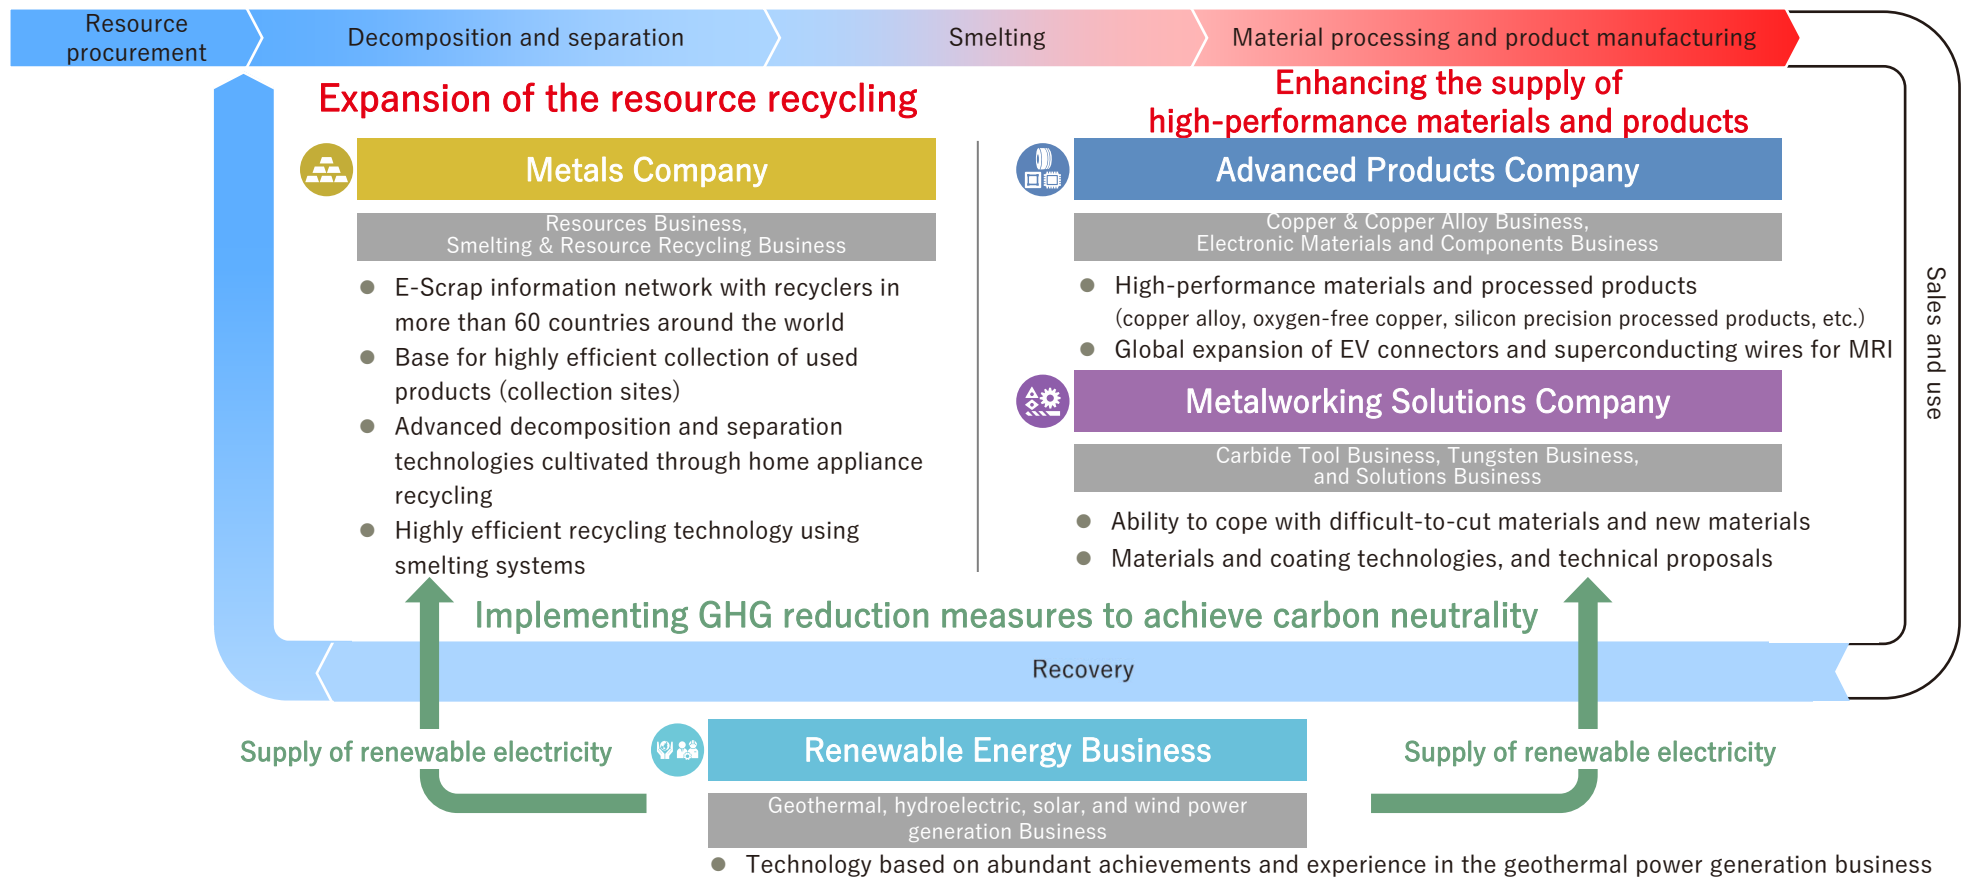 Resource
procurement
Decomposition and separation
Smelting
Material processing and product manufacturing
Expansion of the resource recycling
Metals Company
Resources Business,
Smelting & Resource Recycling Business
E-Scrap information network with recyclers in
more than 60 countries around the world
Base for highly efficient collection of used
products (collection sites)
Advanced decomposition and separation
technologies cultivated through home appliance
recycling
Highly efficient recycling technology using
smelting systems
Enhancing the supply of
high-performance materials and products
Advanced Products Company
Copper & Copper Alloy Business,
Electronic Materials and Components Business
High-performance materials and processed products
(copper alloy, oxygen-free copper, silicon precision processed products, etc.)
Global expansion of EV connectors and superconducting wires for MRI
Metalworking Solutions Company
Carbide Tool Business, Tungsten Business,
and Solutions Business
Ability to cope with difficult-to-cut materials and new materials
Materials and coating technologies, and technical proposals
Sales and use
Implementing GHG reduction measures to achieve carbon neutrality
Recovery
Supply of renewable electricity
Renewable Energy Business
Supply of renewable electricity
Geothermal, hydroelectric, solar, and wind power
generation Business
Technology based on abundant achievements and experience in the geothermal power generation business